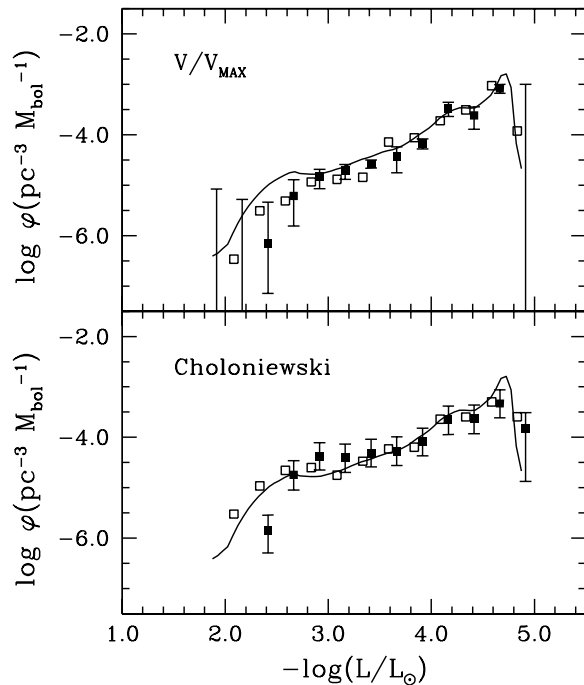 -2.0
V/V_MAX
-4.0
-6.0
log φ(pc⁻³ M_bol⁻¹)
-2.0
Choloniewski
-4.0
-6.0
log φ(pc⁻³ M_bol⁻¹)
1.0 2.0 3.0 4.0 5.0
−log(L/L_⊙)